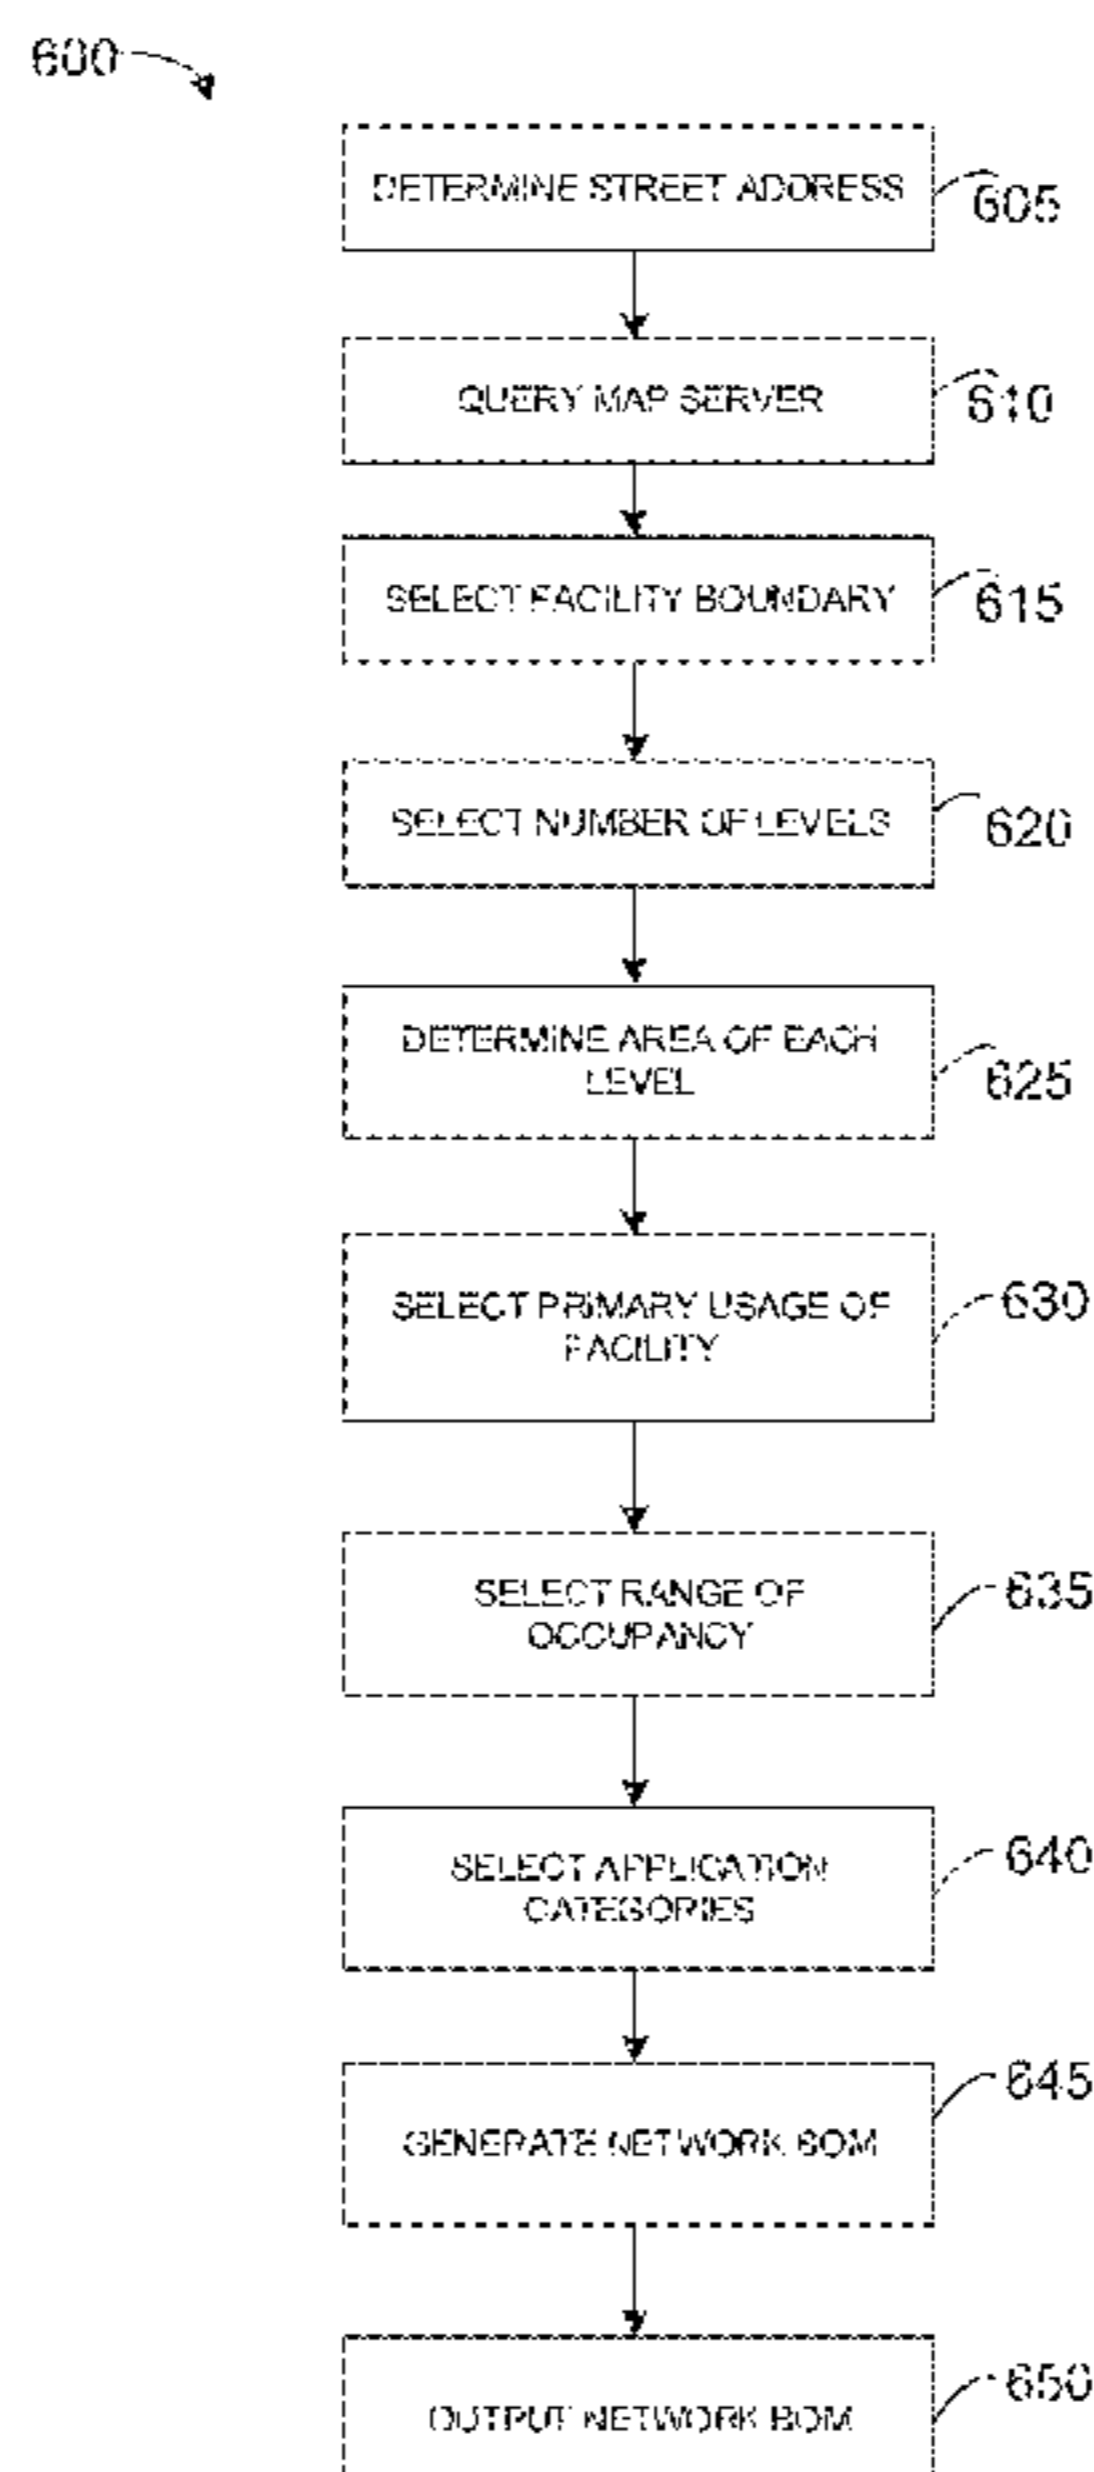 600
DETERMINE STREET ADDRESS
605
QUERY MAP SERVER
610
SELECT FACILITY BOUNDARY
615
SELECT NUMBER OF LEVELS
620
DETERMINE AREA OF EACH
LEVEL
625
SELECT PRIMARY USAGE OF
FACILITY
630
SELECT RANGE OF
OCCUPANCY
635
SELECT APPLICATION
CATEGORIES
640
GENERATE NETWORK BOM
645
OUTPUT NETWORK BOM
650